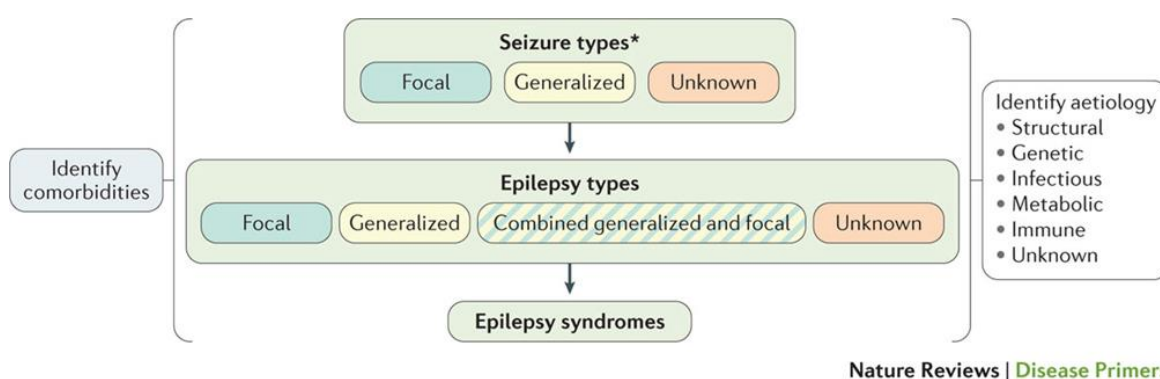 Seizure types*
Focal
Generalized
Unknown
Identify
comorbidities
Epilepsy types
Focal
Generalized
Combined generalized and focal
Unknown
Epilepsy syndromes
Identify aetiology
• Structural
• Genetic
• Infectious
• Metabolic
• Immune
• Unknown
Nature Reviews | Disease Primer